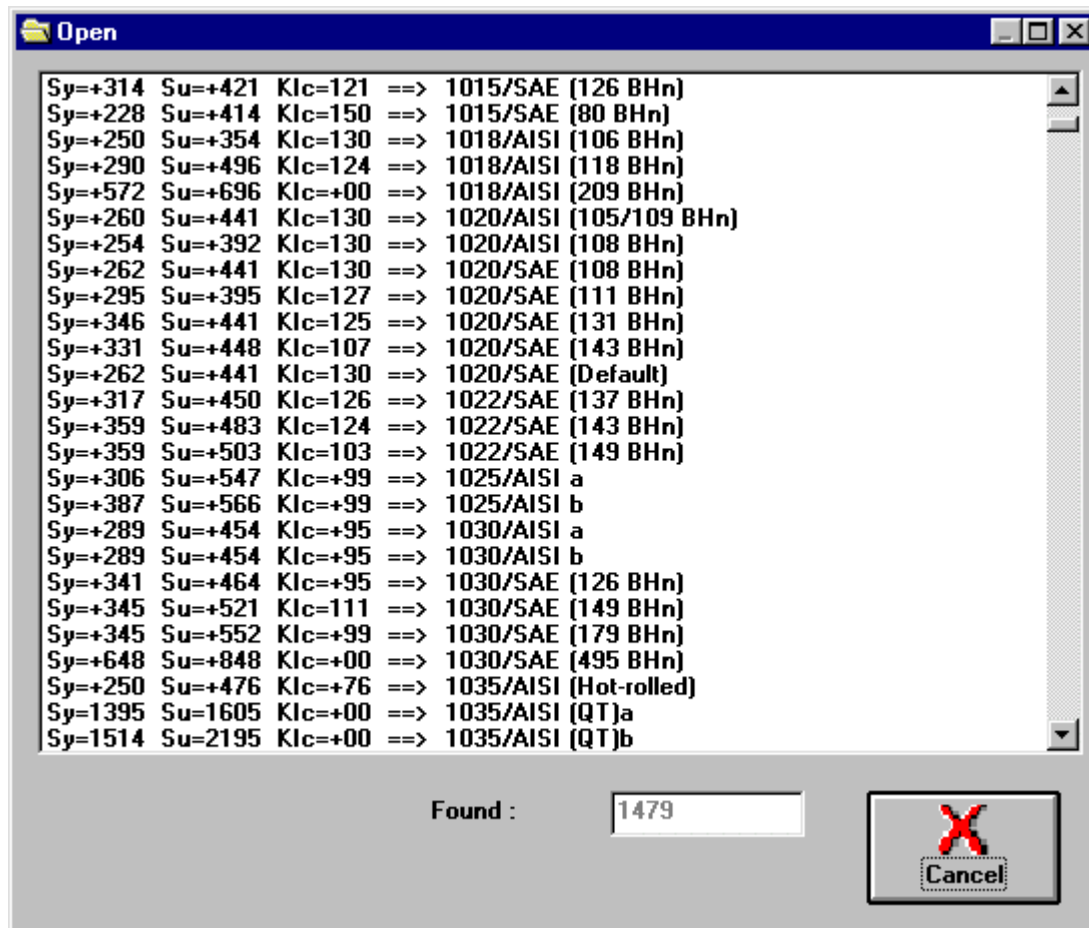 Open
Sy=+314 Su=+421 KIc=121 ==> 1015/SAE (126 BHn)
Sy=+228 Su=+414 KIc=150 ==> 1015/SAE (80 BHn)
Sy=+250 Su=+354 KIc=130 ==> 1018/AISI (106 BHn)
Sy=+290 Su=+496 KIc=124 ==> 1018/AISI (118 BHn)
Sy=+572 Su=+696 KIc=+00 ==> 1018/AISI (209 BHn)
Sy=+260 Su=+441 KIc=130 ==> 1020/AISI (105/109 BHn)
Sy=+254 Su=+392 KIc=130 ==> 1020/AISI (108 BHn)
Sy=+262 Su=+441 KIc=130 ==> 1020/SAE (108 BHn)
Sy=+295 Su=+395 KIc=127 ==> 1020/SAE (111 BHn)
Sy=+346 Su=+441 KIc=125 ==> 1020/SAE (131 BHn)
Sy=+331 Su=+448 KIc=107 ==> 1020/SAE (143 BHn)
Sy=+262 Su=+441 KIc=130 ==> 1020/SAE (Default)
Sy=+317 Su=+450 KIc=126 ==> 1022/SAE (137 BHn)
Sy=+359 Su=+483 KIc=124 ==> 1022/SAE (143 BHn)
Sy=+359 Su=+503 KIc=103 ==> 1022/SAE (149 BHn)
Sy=+306 Su=+547 KIc=+99 ==> 1025/AISI a
Sy=+387 Su=+566 KIc=+99 ==> 1025/AISI b
Sy=+289 Su=+454 KIc=+95 ==> 1030/AISI a
Sy=+289 Su=+454 KIc=+95 ==> 1030/AISI b
Sy=+341 Su=+464 KIc=+95 ==> 1030/SAE (126 BHn)
Sy=+345 Su=+521 KIc=111 ==> 1030/SAE (149 BHn)
Sy=+345 Su=+552 KIc=+99 ==> 1030/SAE (179 BHn)
Sy=+648 Su=+848 KIc=+00 ==> 1030/SAE (495 BHn)
Sy=+250 Su=+476 KIc=+76 ==> 1035/AISI (Hot-rolled)
Sy=1395 Su=1605 KIc=+00 ==> 1035/AISI (QT)a
Sy=1514 Su=2195 KIc=+00 ==> 1035/AISI (QT)b
Found : 1479
Cancel